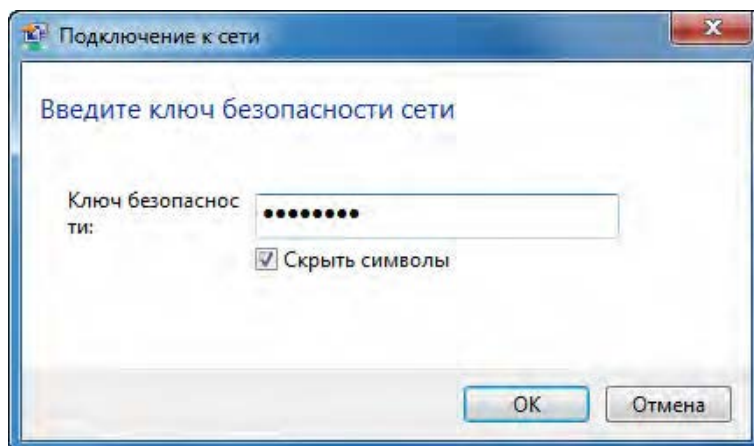 Подключение к сети
Введите ключ безопасности сети
Ключ безопаснос
ти:
••••••••
Скрыть символы
OK
Отмена